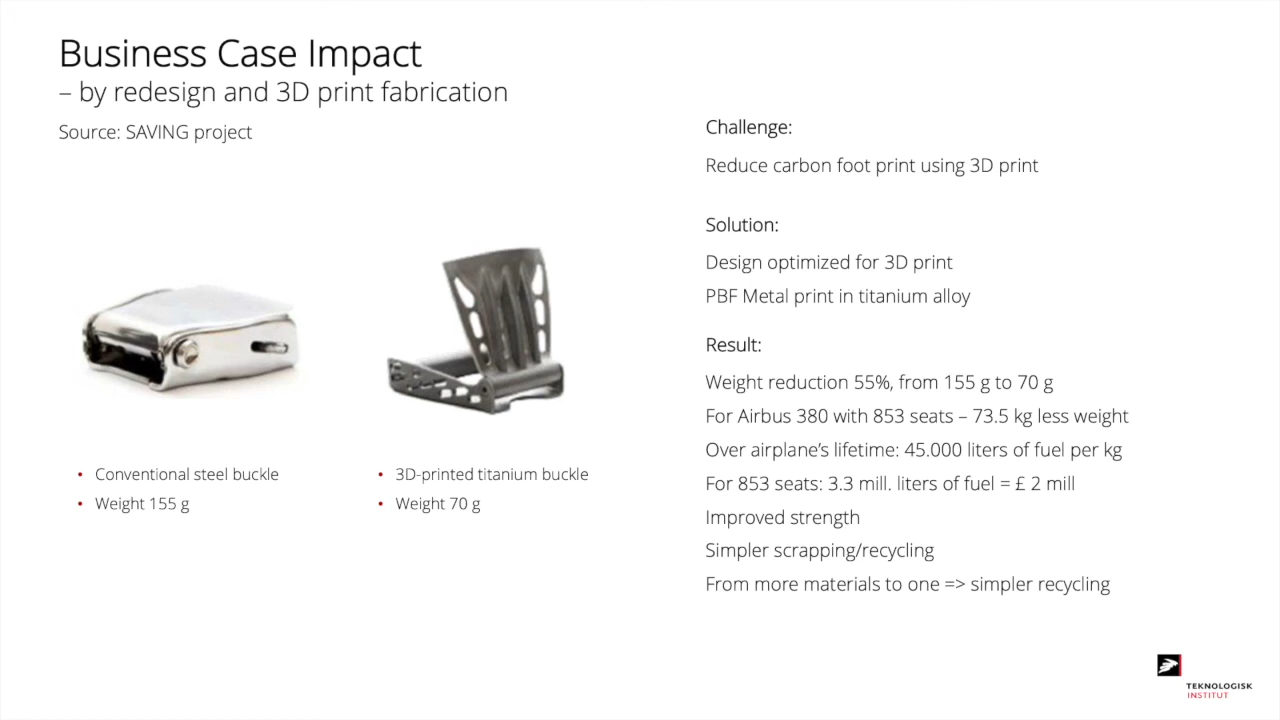 Business Case Impact
– by redesign and 3D print fabrication
Source: SAVING project
• Conventional steel buckle
• Weight 155 g
• 3D-printed titanium buckle
• Weight 70 g
Challenge:
Reduce carbon foot print using 3D print
Solution:
Design optimized for 3D print
PBF Metal print in titanium alloy
Result:
Weight reduction 55%, from 155 g to 70 g
For Airbus 380 with 853 seats – 73.5 kg less weight
Over airplane’s lifetime: 45.000 liters of fuel per kg
For 853 seats: 3.3 mill. liters of fuel = £ 2 mill
Improved strength
Simpler scrapping/recycling
From more materials to one => simpler recycling
TEKNOLOGISK
INSTITUT